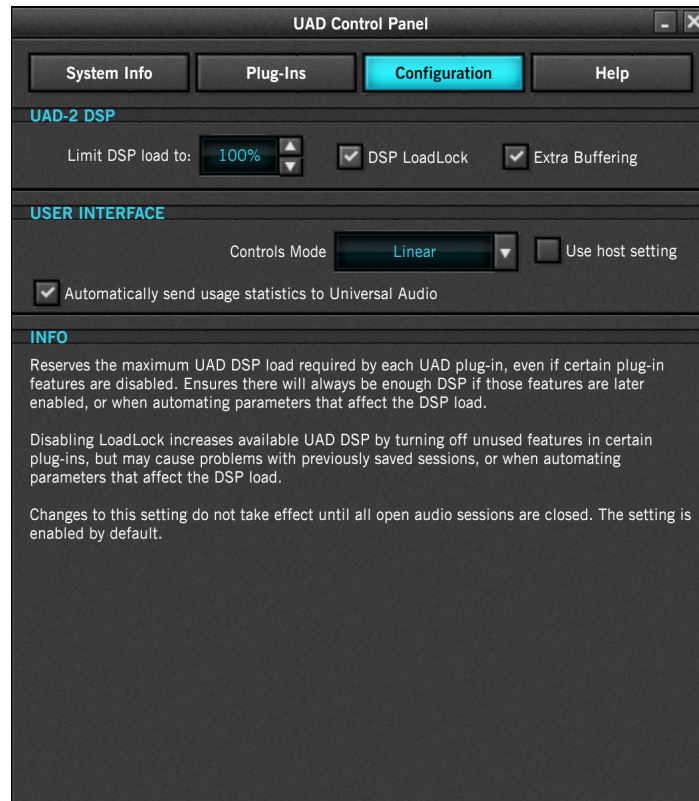 UAD Control Panel
System Info
Plug-Ins
Configuration
Help
UAD-2 DSP
Limit DSP load to:
100%
DSP LoadLock
Extra Buffering
USER INTERFACE
Controls Mode
Linear
Use host setting
Automatically send usage statistics to Universal Audio
INFO
Reserves the maximum UAD DSP load required by each UAD plug-in, even if certain plug-in
features are disabled. Ensures there will always be enough DSP if those features are later
enabled, or when automating parameters that affect the DSP load.
Disabling LoadLock increases available UAD DSP by turning off unused features in certain
plug-ins, but may cause problems with previously saved sessions, or when automating
parameters that affect the DSP load.
Changes to this setting do not take effect until all open audio sessions are closed. The setting is
enabled by default.